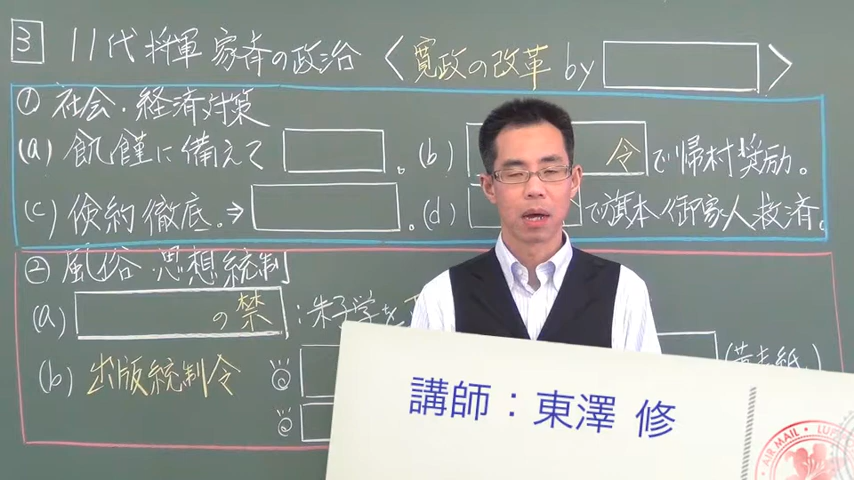 3 11代将軍 家斉の政治 〈寛政の改革 by 〉
① 社会・経済対策
(a) 飢饉に備えて 。(b) 令 で帰村奨励。
(c) 倹約徹底。⇒ 。(d) で旗本/御家人救済。
② 風俗・思想統制
(a) の禁：朱子学を
(b) 出版統制令 (黄表紙)
講師：東澤 修
AIR MAIL